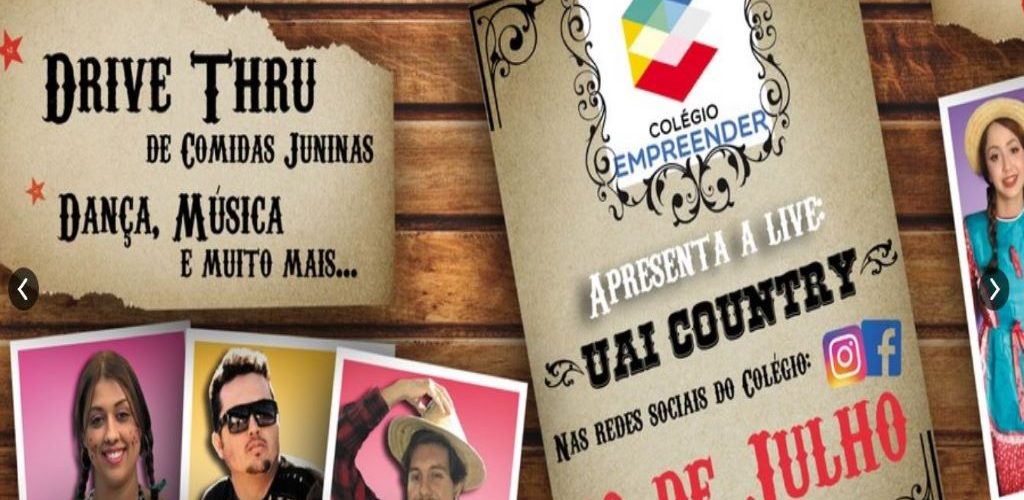 DRIVE THRU
DE COMIDAS JUNINAS
DANÇA, MÚSICA
E MUITO MAIS...
COLÉGIO
EMPREENDER
APRESENTA A LIVE:
UAI COUNTRY
NAS REDES SOCIAIS DO COLÉGIO:
DE JULHO